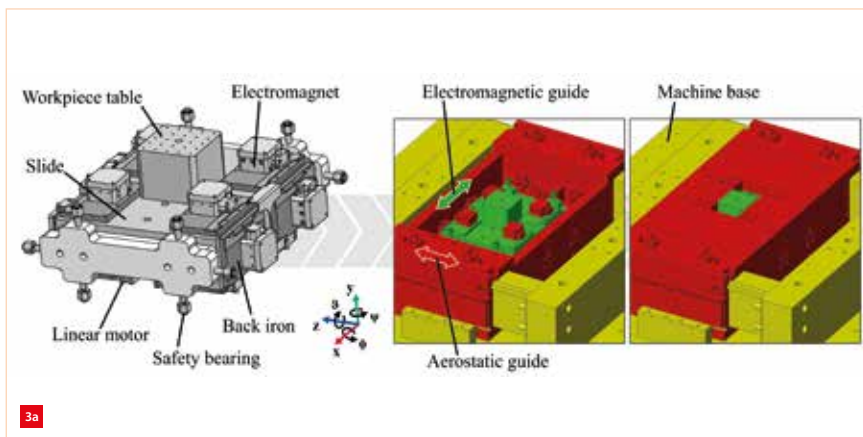 Workpiece table
Electromagnet
Electromagnetic guide
Machine base
Slide
Linear motor
Back iron
Safety bearing
Aerostatic guide
y
z
x
ϑ
ψ
ϕ
3a